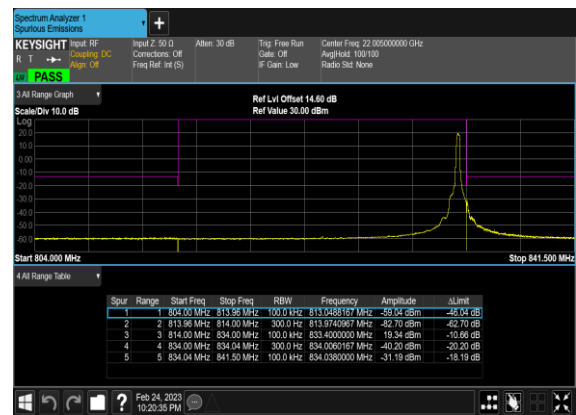 Spectrum Analyzer 1
Spurious Emissions
KEYSIGHT Input: RF Input Z: 50 Ω Atten: 30 dB Trig: Free Run Center Freq: 22.005000000 GHz
R T Coupling: DC Corrections: Off Gate: Off Avg|Hold: 100/100
Align: Off Freq Ref: Int (S) IF Gain: Low Radio Std: None
PASS
3 All Range Graph
Ref Lvl Offset 14.60 dB
Scale/Div 10.0 dB Ref Value 30.00 dBm
Log
20.0
10.0
0.00
-10.0
-20.0
-30.0
-40.0
-50.0
-60.0
Start 804.000 MHz Stop 841.500 MHz
4 All Range Table
Spur Range Start Freq Stop Freq RBW Frequency Amplitude ΔLimit
1 1 804.00 MHz 813.96 MHz 100.0 kHz 813.0488167 MHz -59.04 dBm -46.04 dB
2 2 813.96 MHz 814.00 MHz 300.0 Hz 813.9740967 MHz -82.70 dBm -62.70 dB
3 3 814.00 MHz 834.00 MHz 100.0 kHz 833.4000000 MHz 19.34 dBm -10.66 dB
4 4 834.00 MHz 834.04 MHz 300.0 Hz 834.0060167 MHz -40.20 dBm -20.20 dB
5 5 834.04 MHz 841.50 MHz 100.0 kHz 834.0380000 MHz -31.19 dBm -18.19 dB
? Feb 24, 2023
10:20:35 PM